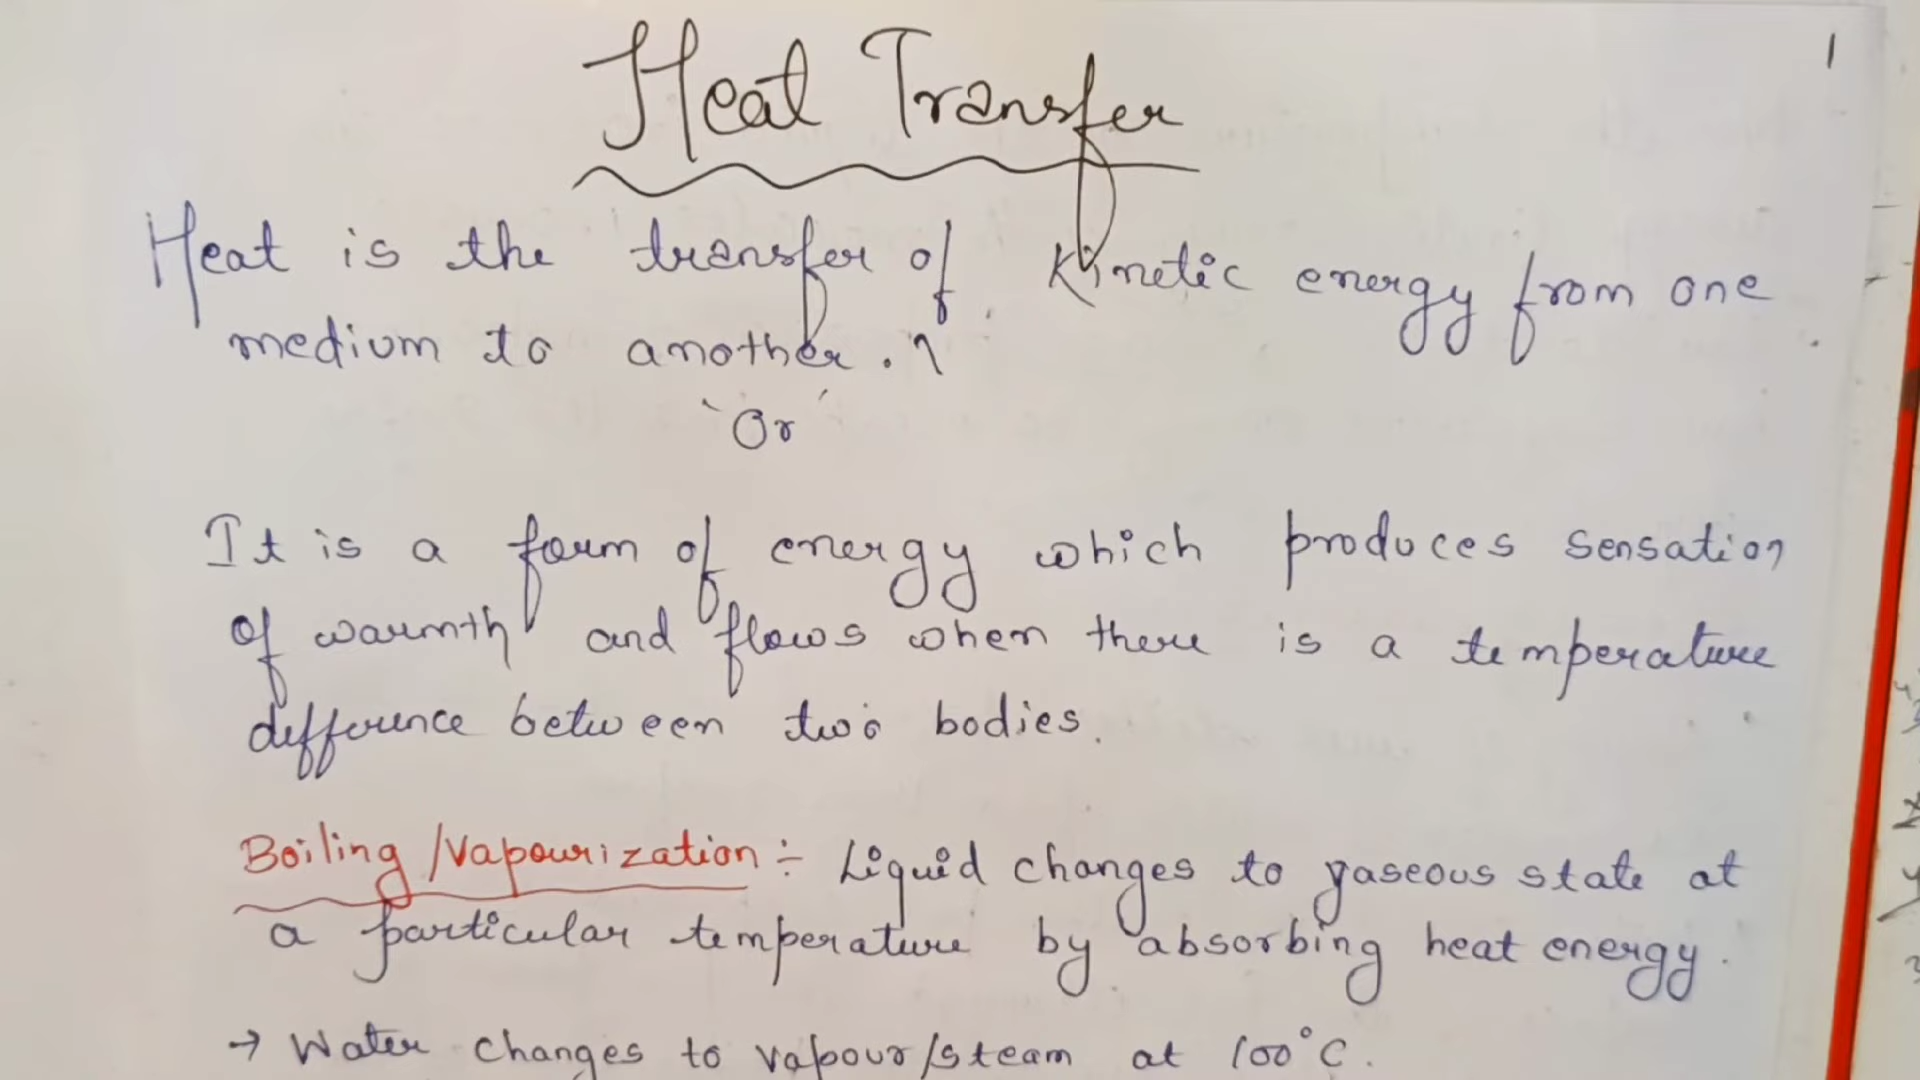 1
Heat Transfer
Heat is the transfer of kinetic energy from one
medium to another.
Or
It is a form of energy which produces sensation
of warmth and flows when there is a temperature
difference between two bodies.
Boiling/Vapourization :- Liquid changes to gaseous state at
a particular temperature by absorbing heat energy.
→ Water changes to vapour/steam at 100°C.